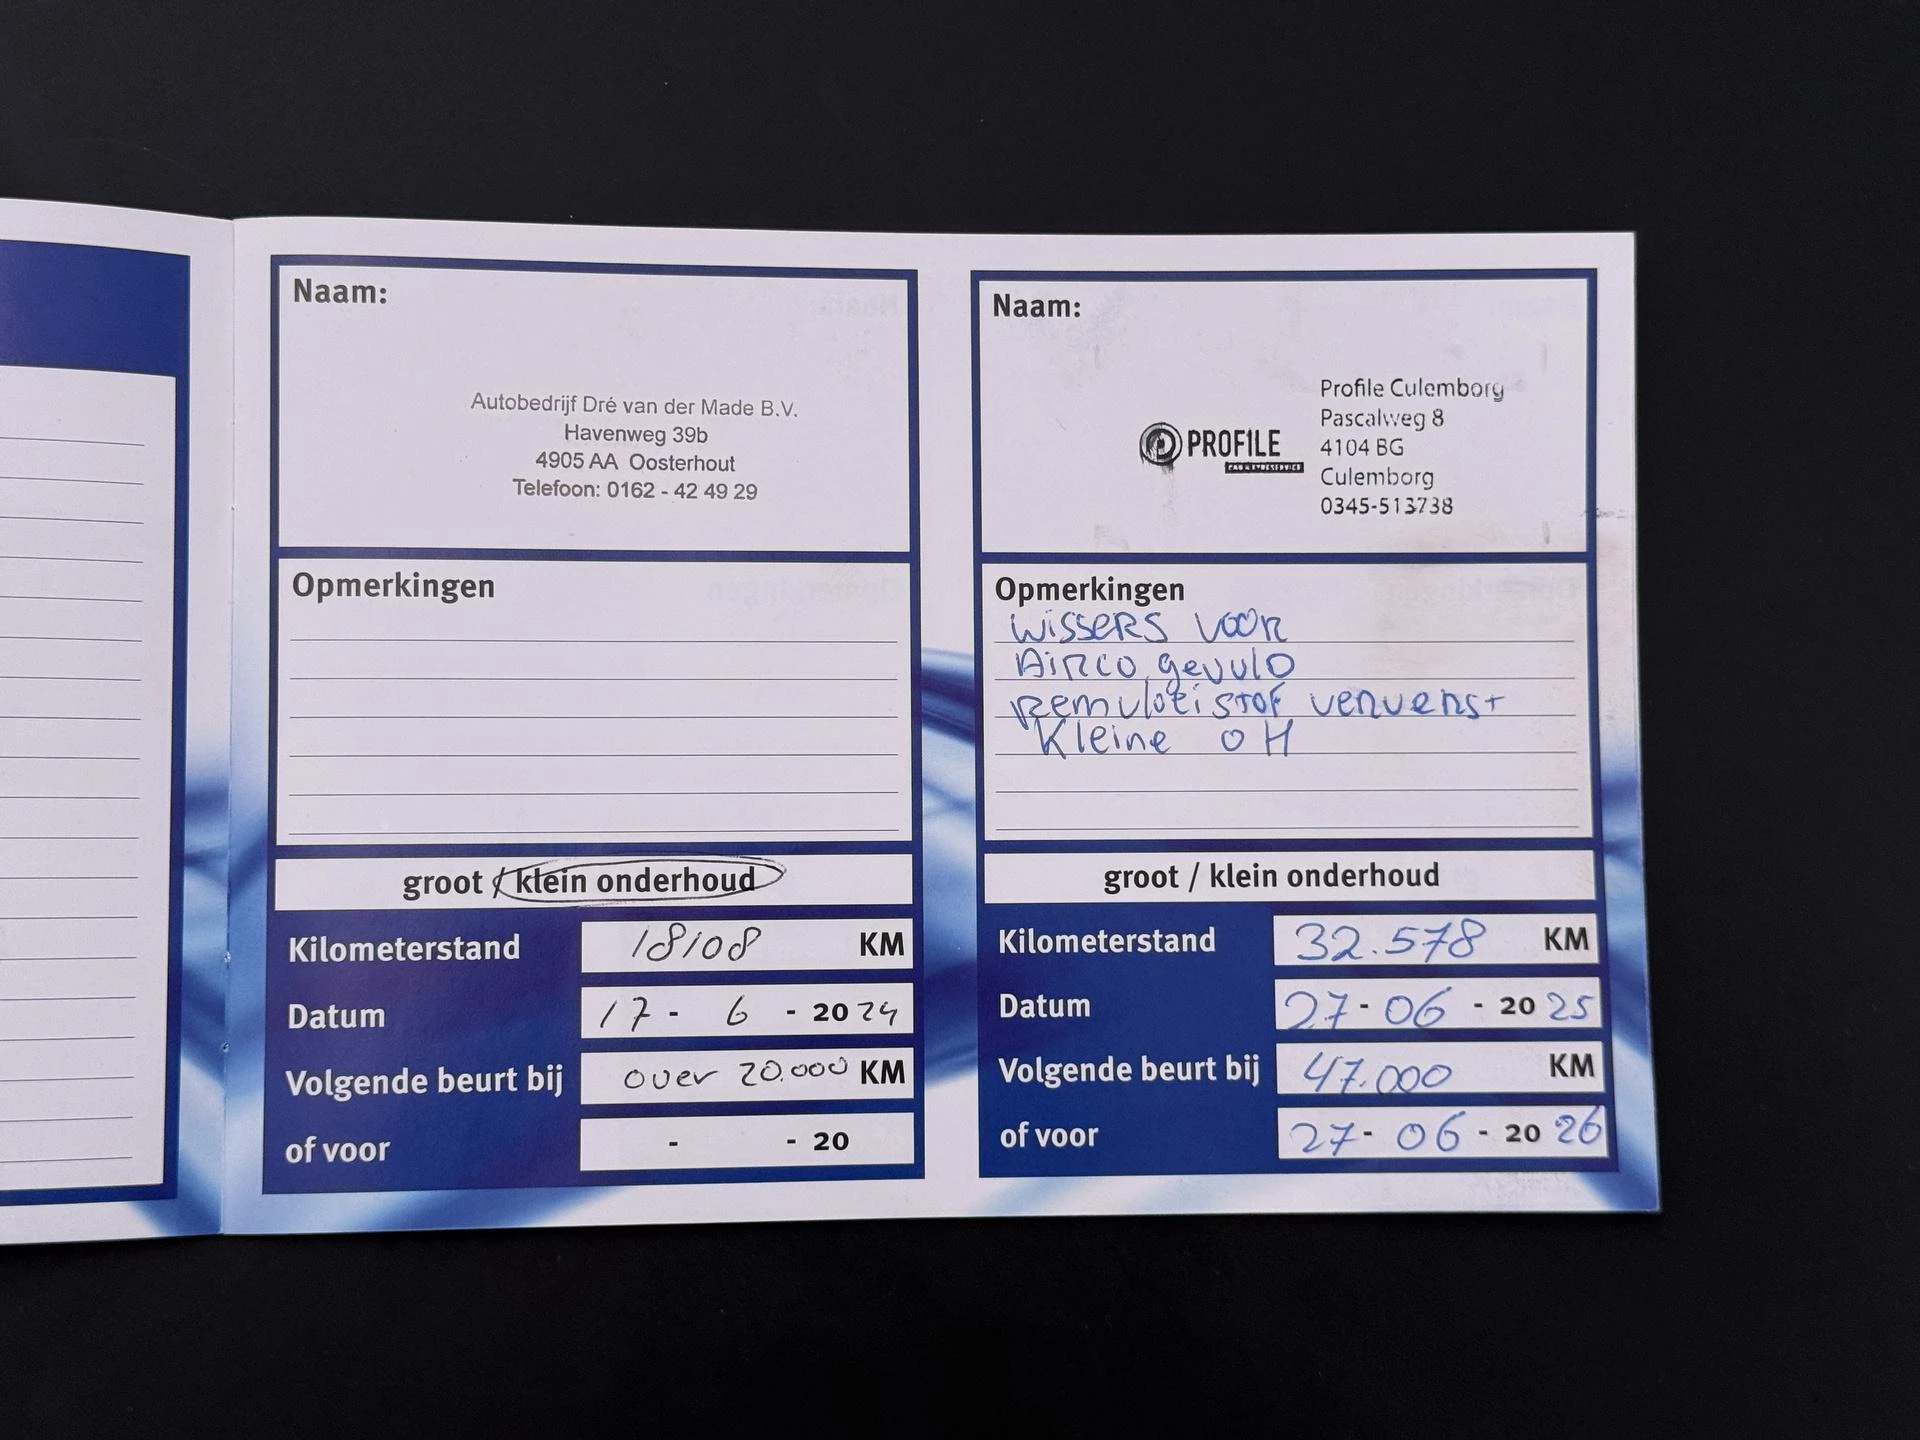 Naam:
Autobedrijf Dré van der Made B.V.
Havenweg 39b
4905 AA Oosterhout
Telefoon: 0162 - 42 49 29
Opmerkingen
groot / klein onderhoud
Kilometerstand 18108 KM
Datum 17 - 6 - 2024
Volgende beurt bij over 20.000 KM
of voor - - 20
Naam:
PROFILE
CAR & TYRESERVICE
Profile Culemborg
Pascalweg 8
4104 BG
Culemborg
0345-513738
Opmerkingen
Wissers voor
Airco gevuld
remvloeistof ververst
Kleine OH
groot / klein onderhoud
Kilometerstand 32.578 KM
Datum 27 - 06 - 2025
Volgende beurt bij 47.000 KM
of voor 27 - 06 - 2026